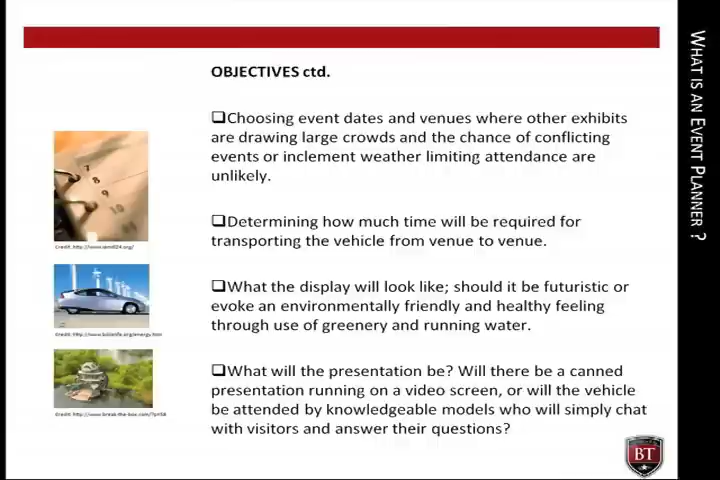 OBJECTIVES ctd.
❑Choosing event dates and venues where other exhibits
are drawing large crowds and the chance of conflicting
events or inclement weather limiting attendance are
unlikely.
❑Determining how much time will be required for
transporting the vehicle from venue to venue.
❑What the display will look like; should it be futuristic or
evoke an environmentally friendly and healthy feeling
through use of greenery and running water.
❑What will the presentation be? Will there be a canned
presentation running on a video screen, or will the vehicle
be attended by knowledgeable models who will simply chat
with visitors and answer their questions?
7
8
9
10
WHAT IS AN EVENT PLANNER ?
BT